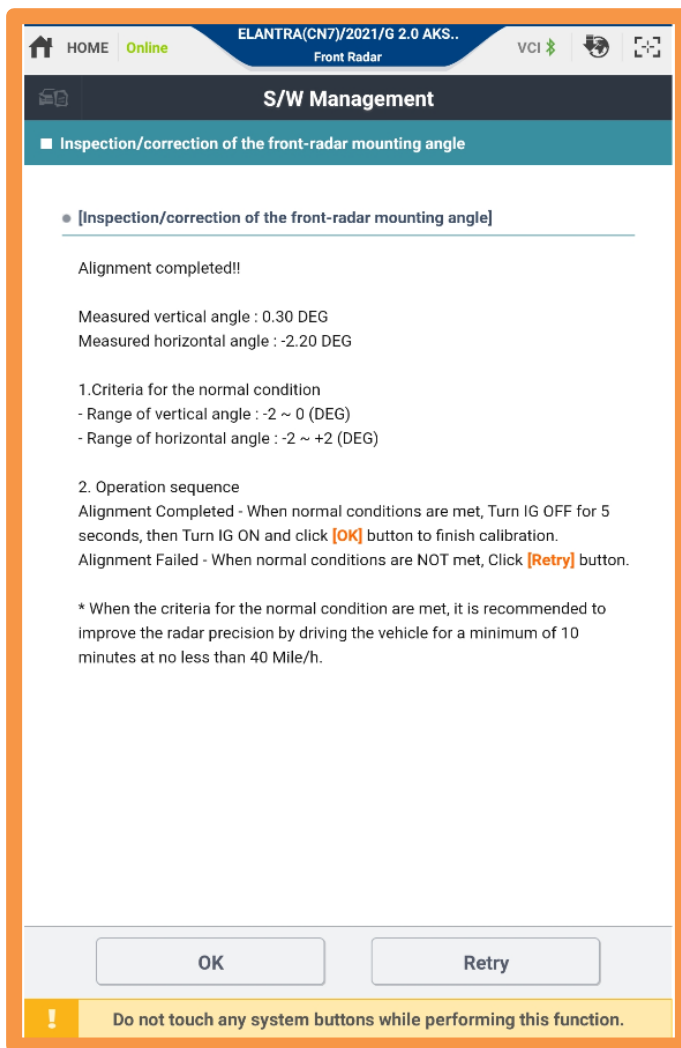 HOME
Online
ELANTRA(CN7)/2021/G 2.0 AKS..
Front Radar
VCI
S/W Management
Inspection/correction of the front-radar mounting angle
[Inspection/correction of the front-radar mounting angle]
Alignment completed!!
Measured vertical angle : 0.30 DEG
Measured horizontal angle : -2.20 DEG
1.Criteria for the normal condition
- Range of vertical angle : -2 ~ 0 (DEG)
- Range of horizontal angle : -2 ~ +2 (DEG)
2. Operation sequence
Alignment Completed - When normal conditions are met, Turn IG OFF for 5
seconds, then Turn IG ON and click [OK] button to finish calibration.
Alignment Failed - When normal conditions are NOT met, Click [Retry] button.
* When the criteria for the normal condition are met, it is recommended to
improve the radar precision by driving the vehicle for a minimum of 10
minutes at no less than 40 Mile/h.
OK
Retry
! Do not touch any system buttons while performing this function.